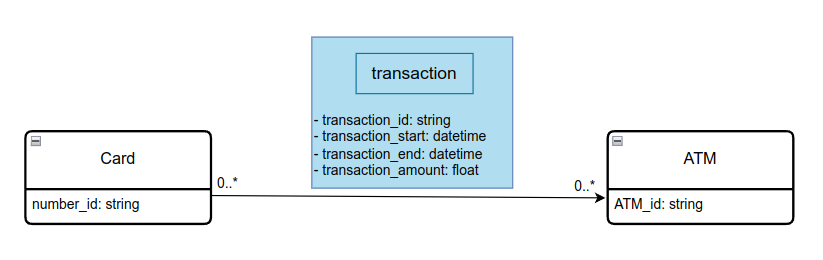 transaction
- transaction_id: string
- transaction_start: datetime
- transaction_end: datetime
- transaction_amount: float
Card
number_id: string
0..*
0..*
ATM
ATM_id: string